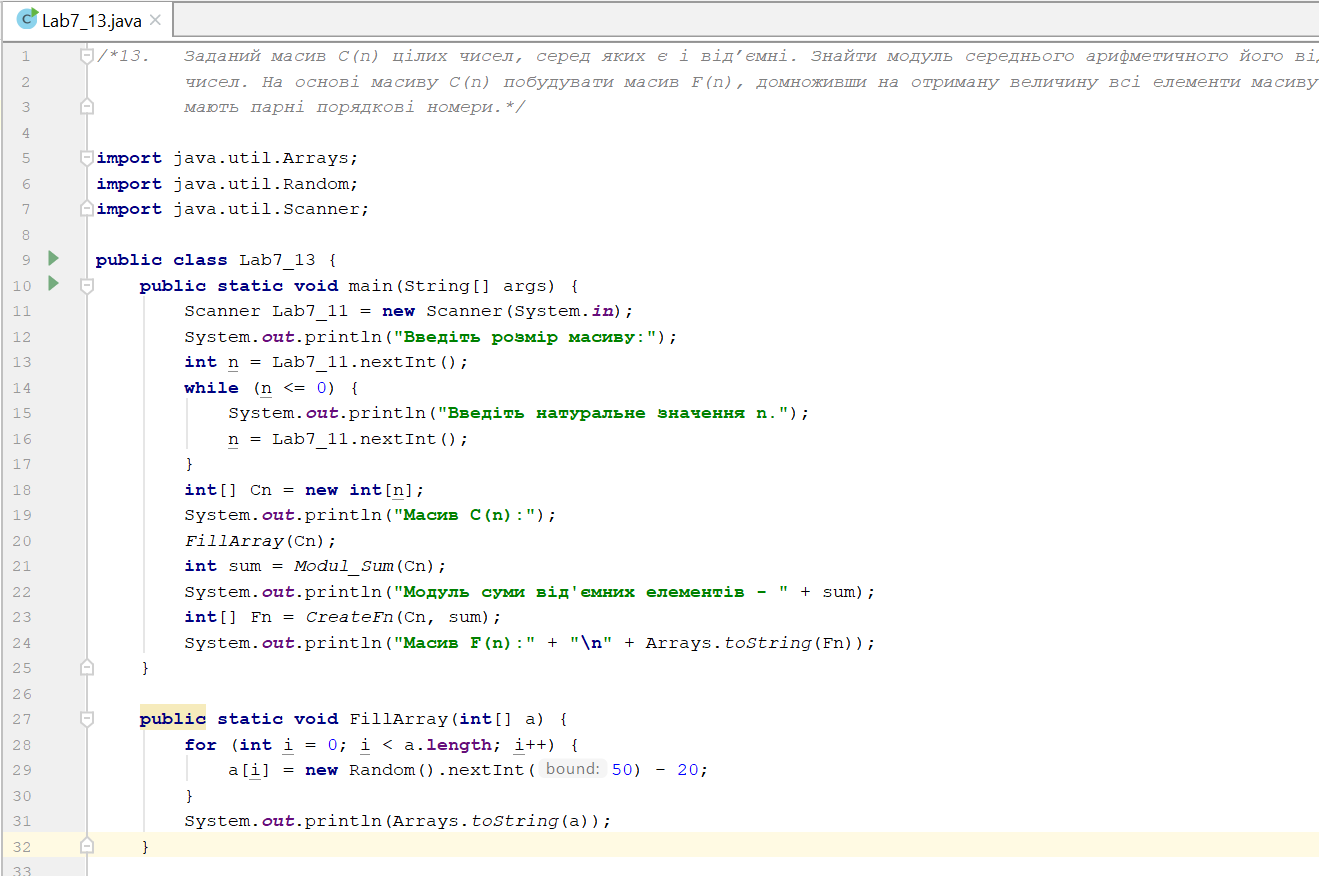 Lab7_13.java
1 /*13. Заданий масив C(n) цілих чисел, серед яких є і від’ємні. Знайти модуль середнього арифметичного його
2 чисел. На основі масиву C(n) побудувати масив F(n), домноживши на отриману величину всі елементи масиву
3 мають парні порядкові номери.*/
4
5 import java.util.Arrays;
6 import java.util.Random;
7 import java.util.Scanner;
8
9 public class Lab7_13 {
10 public static void main(String[] args) {
11 Scanner Lab7_11 = new Scanner(System.in);
12 System.out.println("Введіть розмір масиву:");
13 int n = Lab7_11.nextInt();
14 while (n <= 0) {
15 System.out.println("Введіть натуральне значення n.");
16 n = Lab7_11.nextInt();
17 }
18 int[] Cn = new int[n];
19 System.out.println("Масив C(n):");
20 FillArray(Cn);
21 int sum = Modul_Sum(Cn);
22 System.out.println("Модуль суми від'ємних елементів - " + sum);
23 int[] Fn = CreateFn(Cn, sum);
24 System.out.println("Масив F(n):" + "\n" + Arrays.toString(Fn));
25 }
26
27 public static void FillArray(int[] a) {
28 for (int i = 0; i < a.length; i++) {
29 a[i] = new Random().nextInt( bound: 50) - 20;
30 }
31 System.out.println(Arrays.toString(a));
32 }
33